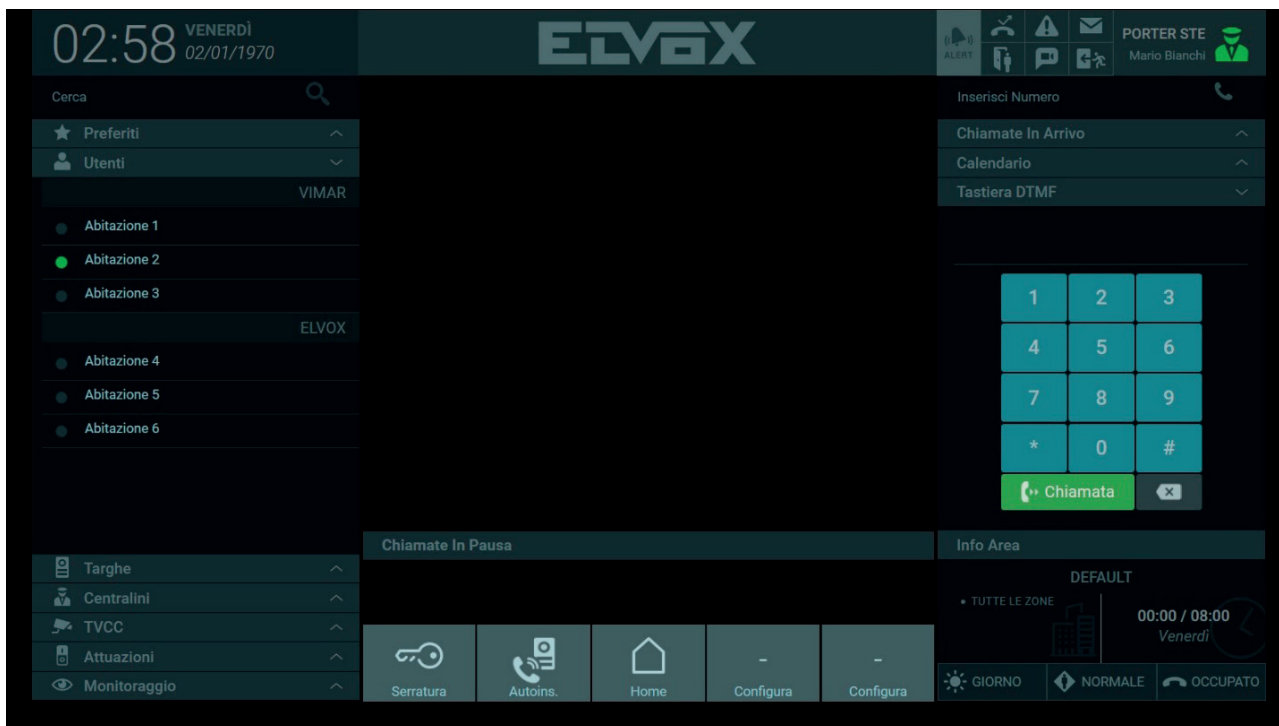 02:58 VENERDÌ
02/01/1970
ELVOX
ALERT
PORTER STE
Mario Bianchi
Cerca
Preferiti
Utenti
VIMAR
Abitazione 1
Abitazione 2
Abitazione 3
ELVOX
Abitazione 4
Abitazione 5
Abitazione 6
Targhe
Centralini
TVCC
Attuazioni
Monitoraggio
Chiamate In Pausa
Serratura
Autoins.
Home
-
Configura
-
Configura
Inserisci Numero
Chiamate In Arrivo
Calendario
Tastiera DTMF
1 2 3
4 5 6
7 8 9
* 0 #
Chiamata
Info Area
DEFAULT
• TUTTE LE ZONE
00:00 / 08:00
Venerdì
GIORNO NORMALE OCCUPATO